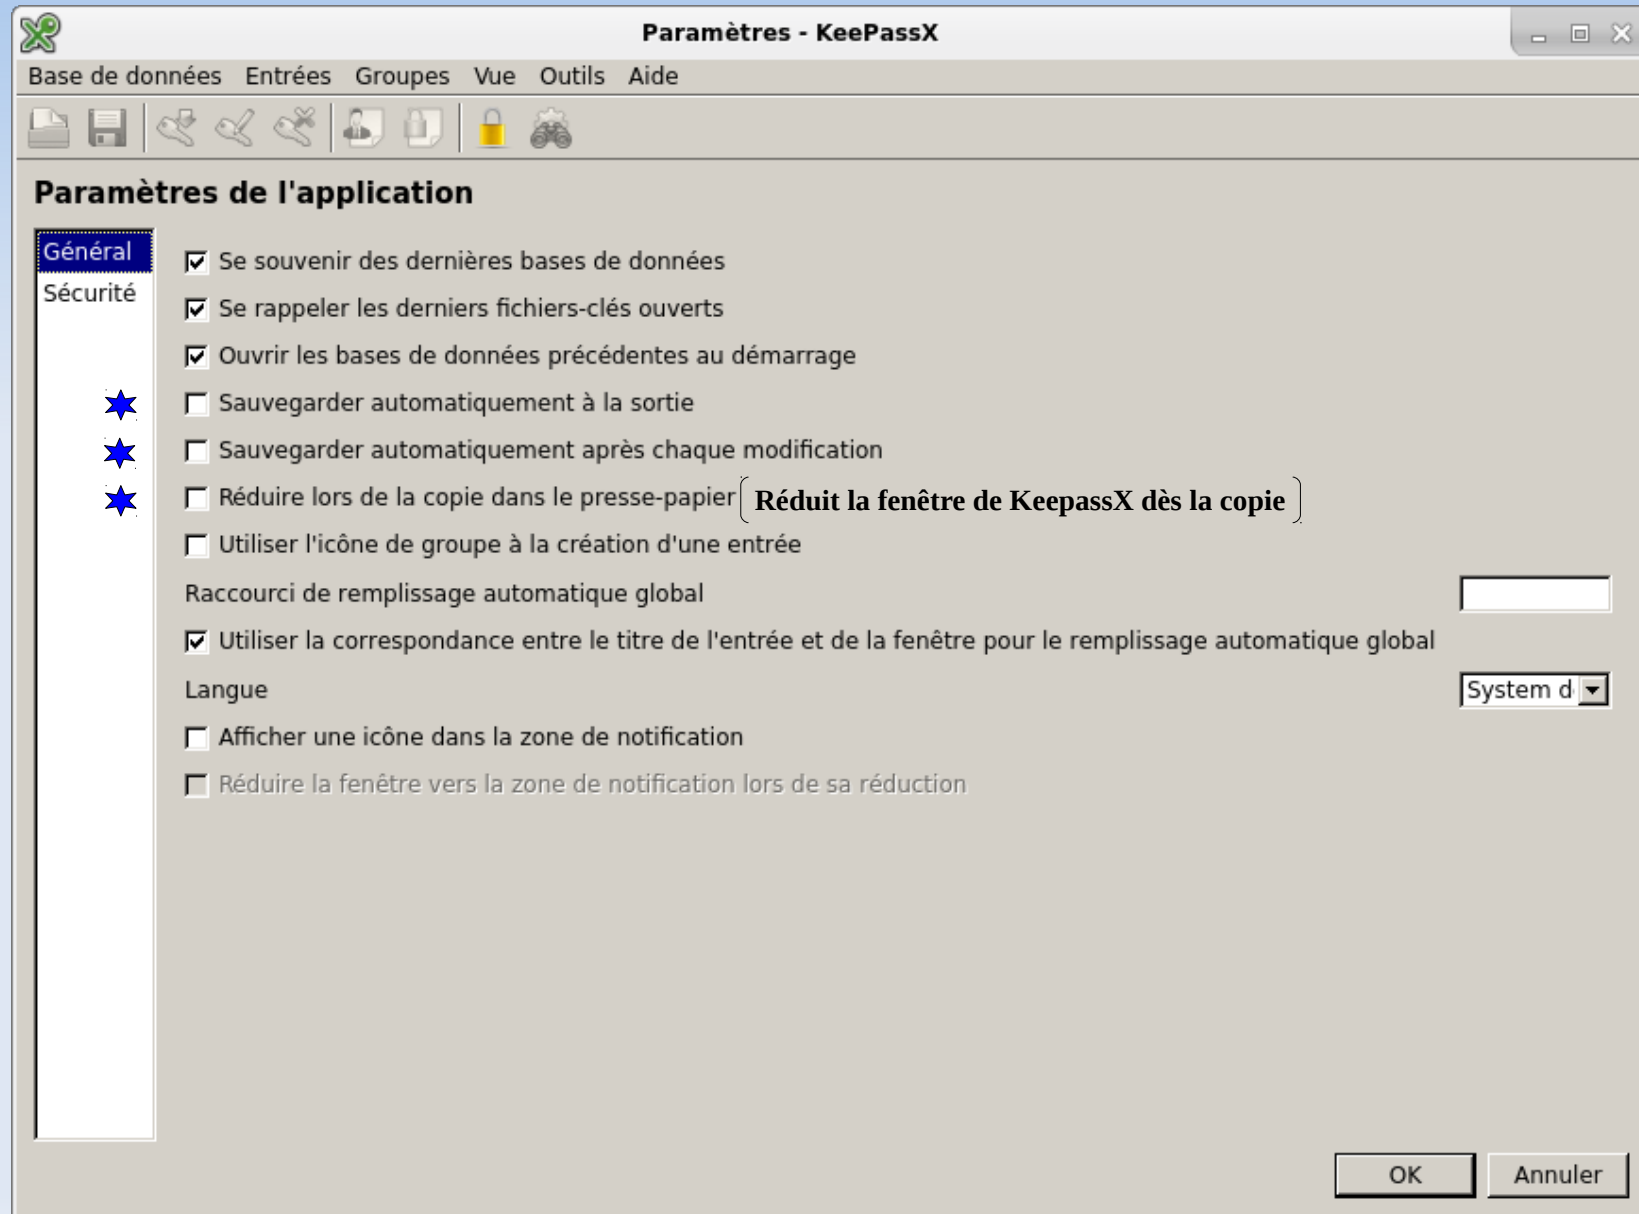 Paramètres - KeePassX
Base de données Entrées Groupes Vue Outils Aide
Paramètres de l'application
Général
Sécurité
Se souvenir des dernières bases de données
Se rappeler les derniers fichiers-clés ouverts
Ouvrir les bases de données précédentes au démarrage
Sauvegarder automatiquement à la sortie
Sauvegarder automatiquement après chaque modification
Réduire lors de la copie dans le presse-papier Réduit la fenêtre de KeepassX dès la copie
Utiliser l'icône de groupe à la création d'une entrée
Raccourci de remplissage automatique global
Utiliser la correspondance entre le titre de l'entrée et de la fenêtre pour le remplissage automatique global
Langue System d
Afficher une icône dans la zone de notification
Réduire la fenêtre vers la zone de notification lors de sa réduction
OK Annuler